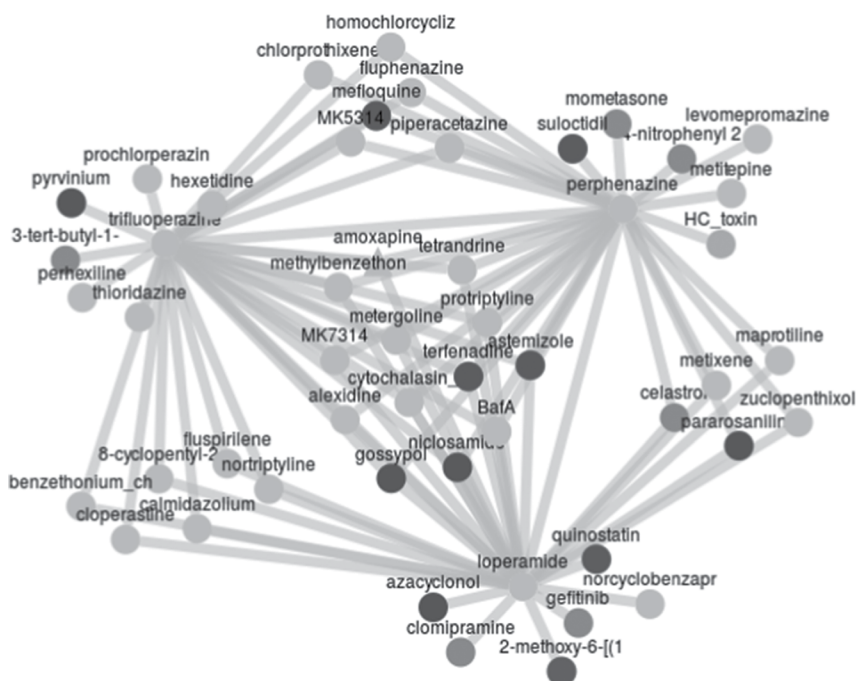 homochlorcycliz
chlorprothixene
fluphenazine
mefloquine
MK5314
piperacetazine
mometasone
suloctidil
4-nitrophenyl 2
levomepromazine
metitepine
perphenazine
HC_toxin
prochlorperazin
pyrvinium
hexetidine
trifluoperazine
3-tert-butyl-1-
perhexiline
thioridazine
amoxapine
tetrandrine
methylbenzethon
protriptyline
metergoline
MK7314
terfenadine
astemizole
cytochalasin_
alexidine
BafA
niclosamide
gossypol
maprotiline
metixene
celastrol
zuclopenthixol
pararosanilin
fluspirilene
8-cyclopentyl-2
nortriptyline
benzethonium_ch
calmidazolium
cloperastine
quinostatin
loperamide
azacyclonol
norcyclobenzapr
gefitinib
clomipramine
2-methoxy-6-[(1